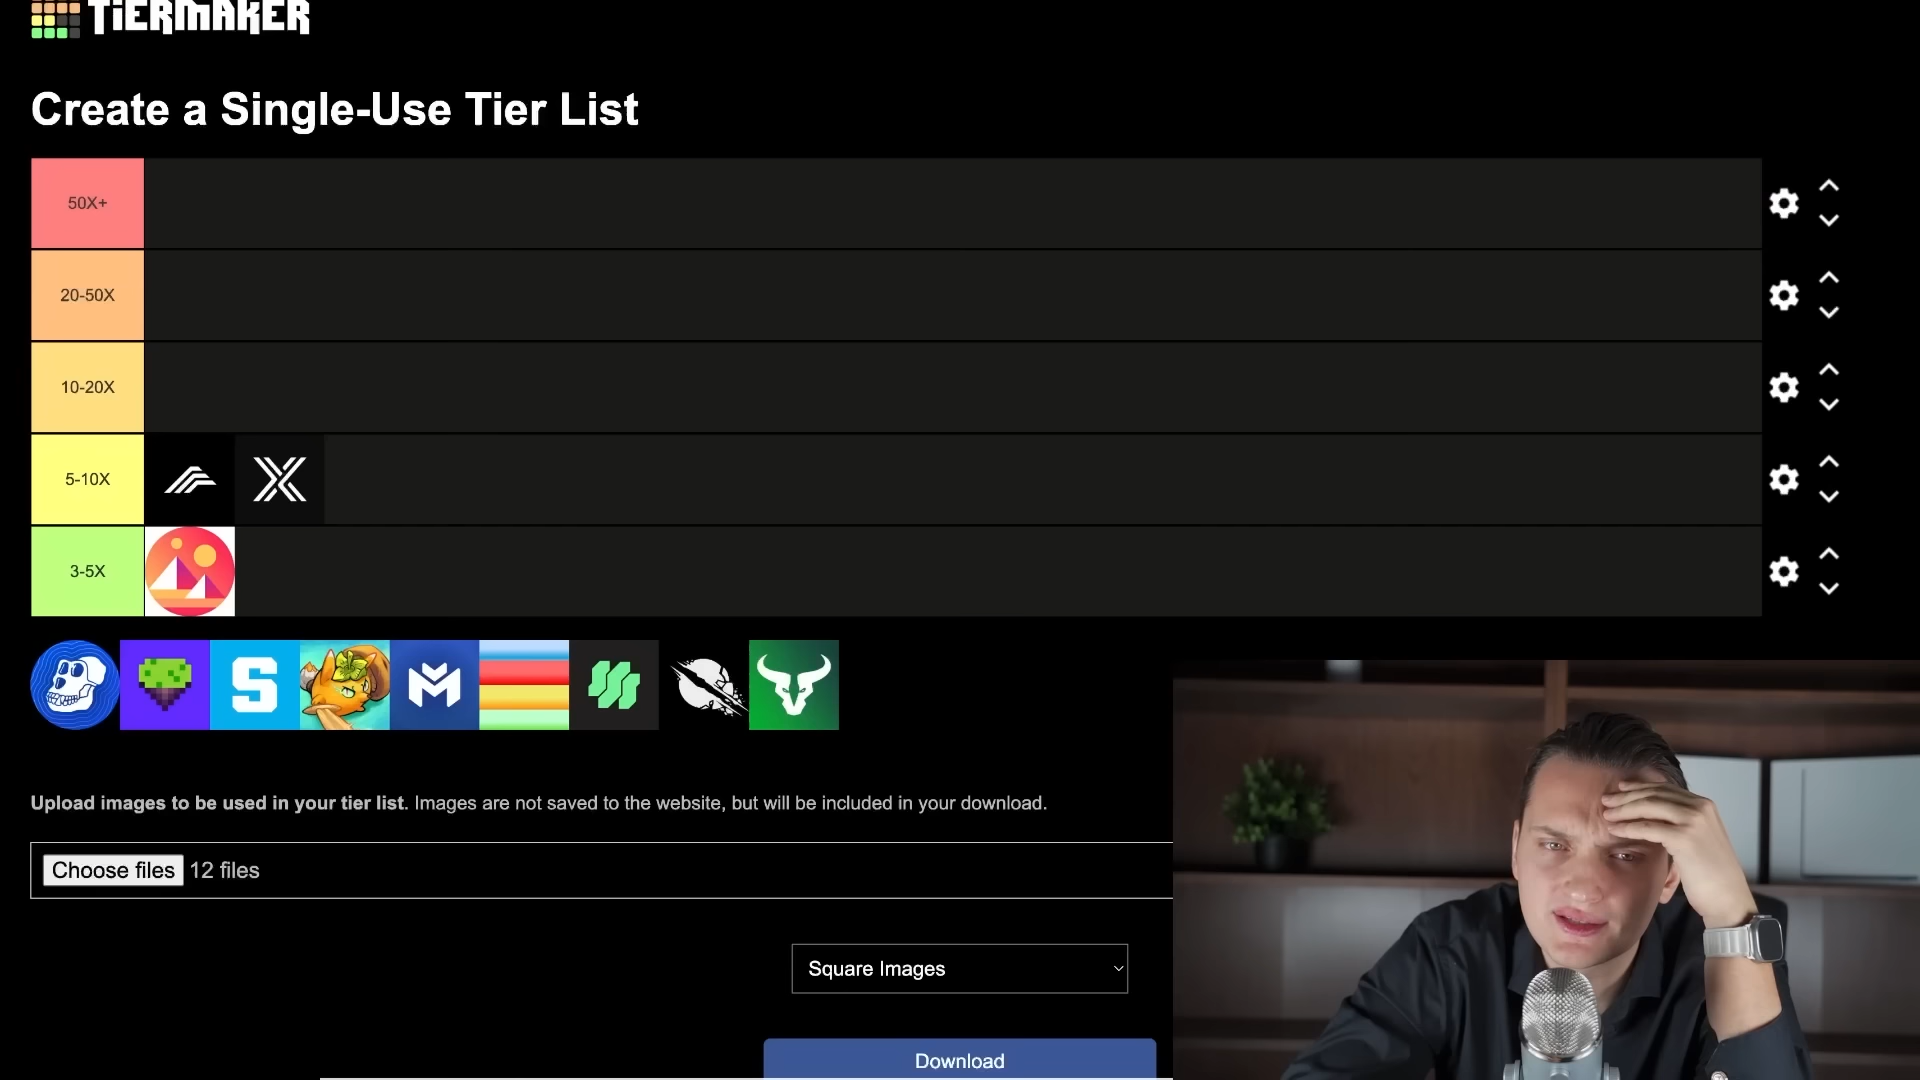 TIERMAKER
Create a Single-Use Tier List
50X+
20-50X
10-20X
5-10X
3-5X
S
Upload images to be used in your tier list. Images are not saved to the website, but will be included in your download.
Choose files 12 files
Square Images
Download